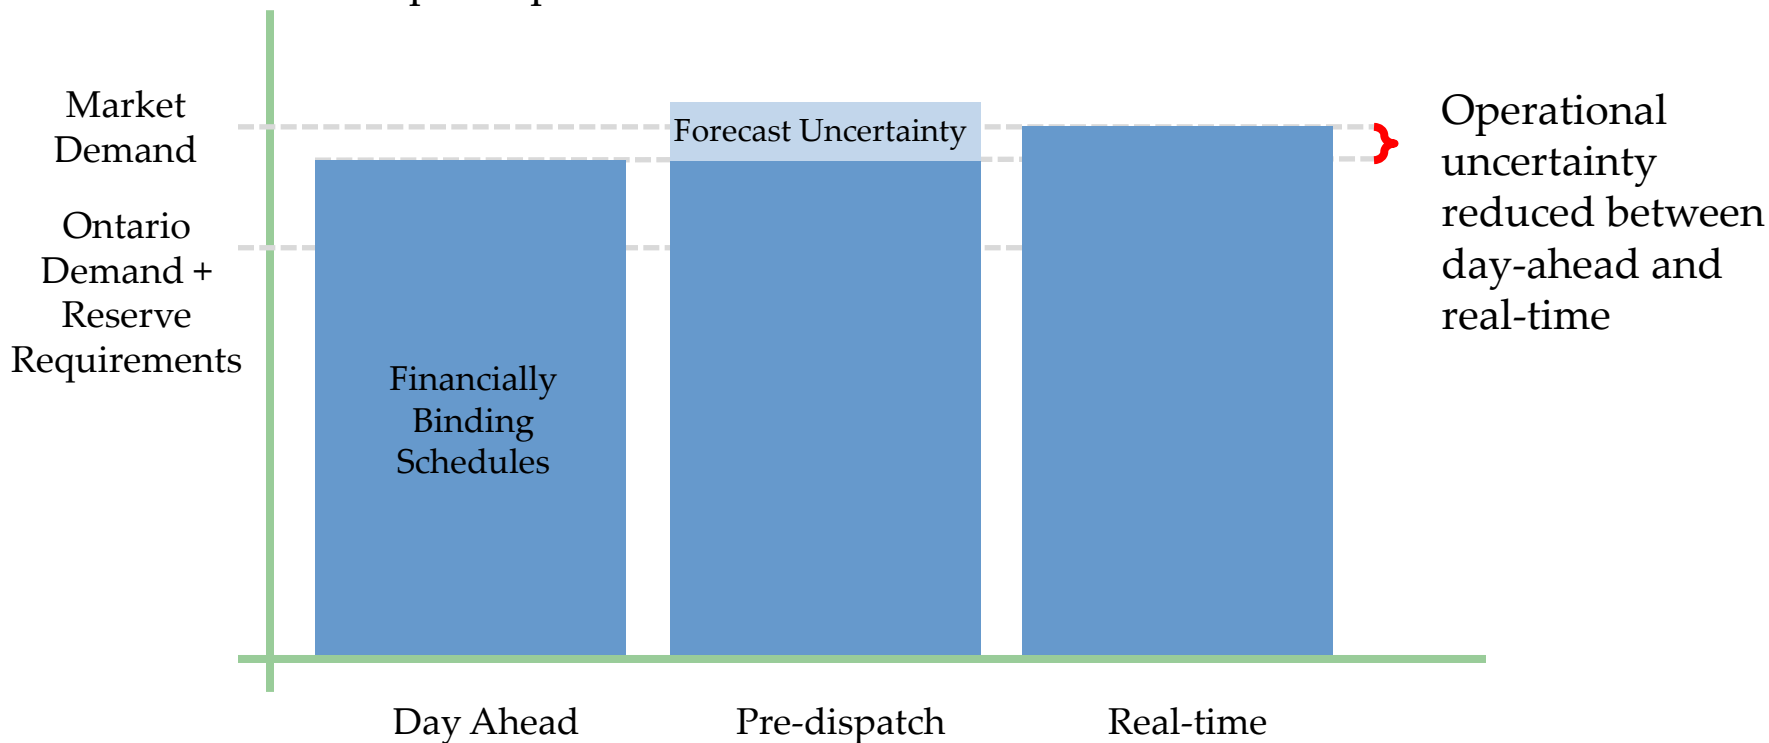 Market
Demand
Ontario
Demand +
Reserve
Requirements
Forecast Uncertainty
Financially
Binding
Schedules
Operational
uncertainty
reduced between
day-ahead and
real-time
Day Ahead
Pre-dispatch
Real-time